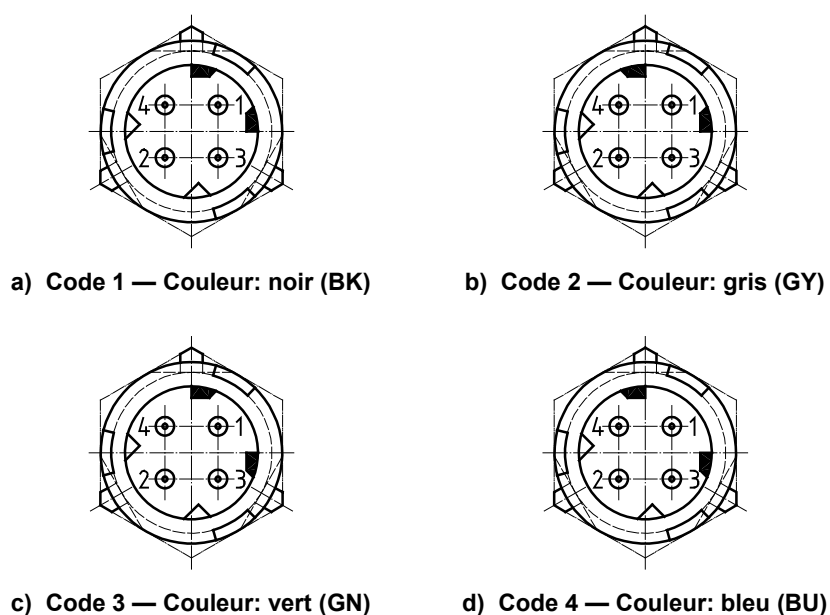 4 1 4 1
2 3 2 3
a) Code 1 — Couleur: noir (BK) b) Code 2 — Couleur: gris (GY)
4 1 4 1
2 3 2 3
c) Code 3 — Couleur: vert (GN) d) Code 4 — Couleur: bleu (BU)